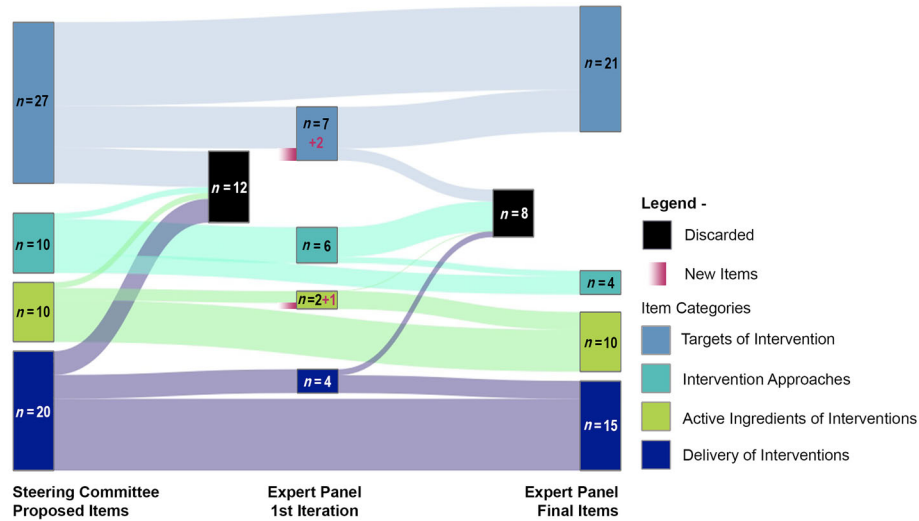 n=27
n=10
n=10
n=20
n=12
n=7
+2
n=6
n=2+1
n=4
n=8
n=21
n=4
n=10
n=15
Steering Committee
Proposed Items
Expert Panel
1st Iteration
Expert Panel
Final Items
Legend -
Discarded
New Items
Item Categories
Targets of Intervention
Intervention Approaches
Active Ingredients of Interventions
Delivery of Interventions